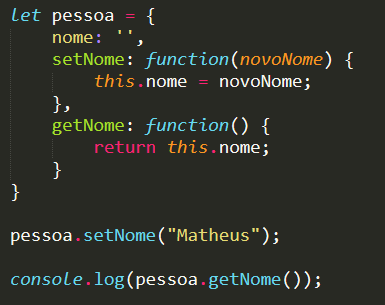 let pessoa = {
    nome: '',
    setNome: function(novoNome) {
        this.nome = novoNome;
    },
    getNome: function() {
        return this.nome;
    }
}

pessoa.setNome("Matheus");

console.log(pessoa.getNome());